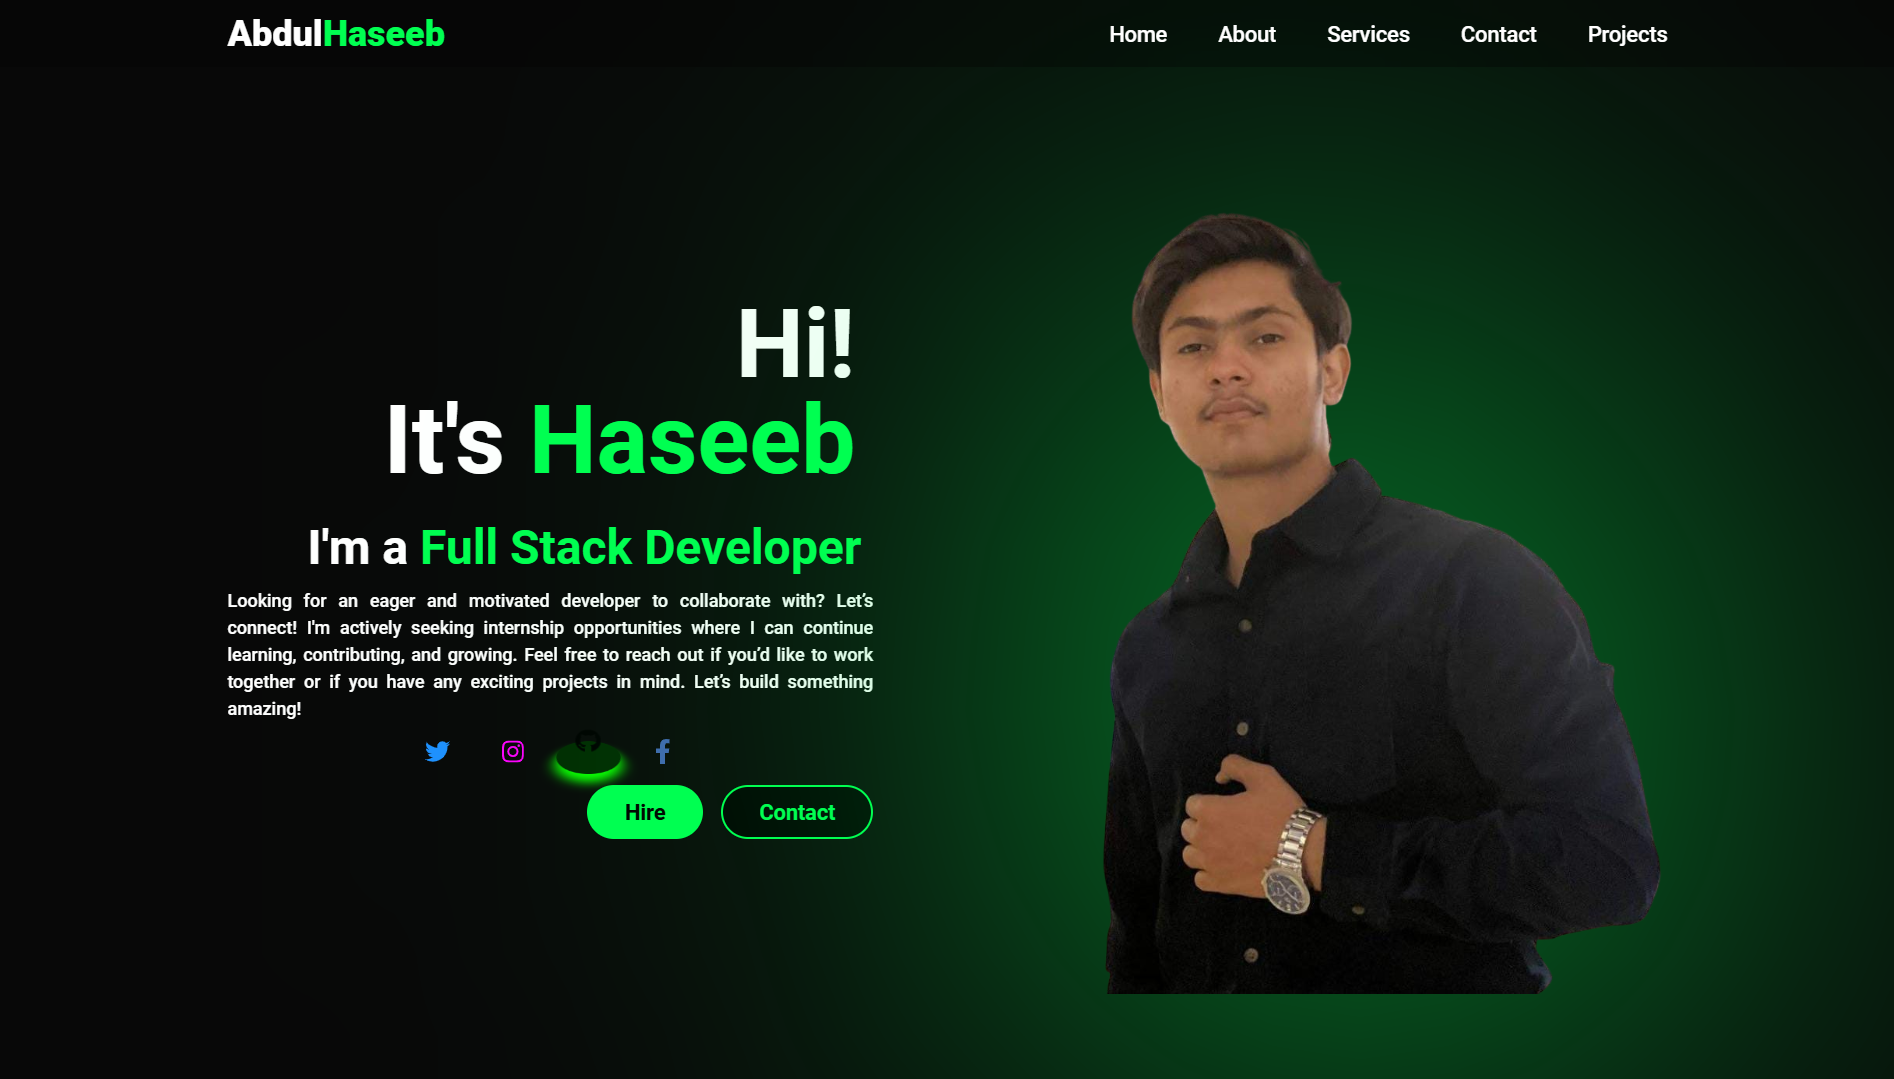 AbdulHaseeb
Home About Services Contact Projects
Hi!
It's Haseeb
I'm a Full Stack Developer
Looking for an eager and motivated developer to collaborate with? Let’s
connect! I'm actively seeking internship opportunities where I can continue
learning, contributing, and growing. Feel free to reach out if you’d like to work
together or if you have any exciting projects in mind. Let’s build something
amazing!
Hire Contact